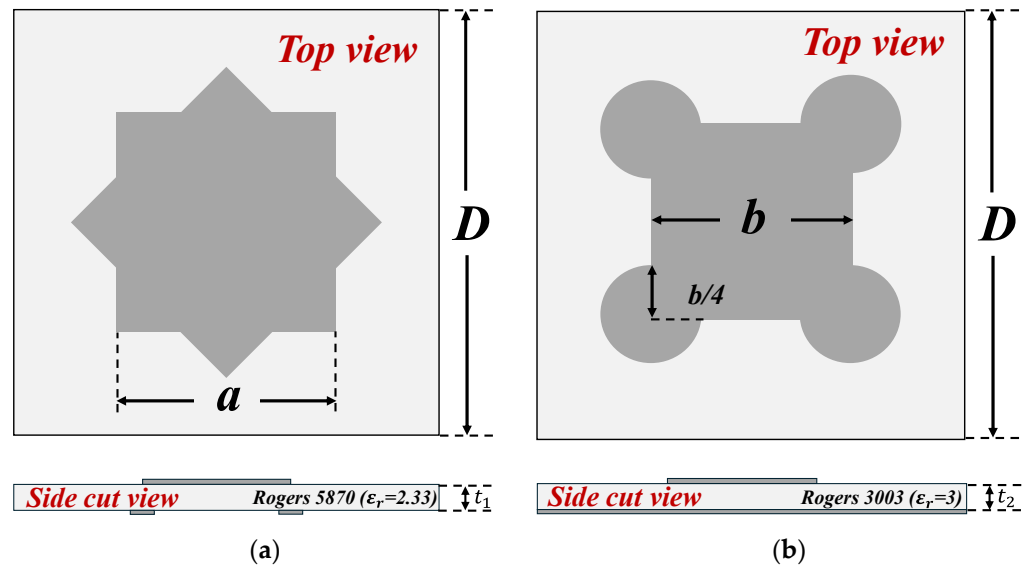 Top view
D
a
Side cut view
Rogers 5870 (εᵣ=2.33)
t₁
(a)
Top view
D
b
b/4
Side cut view
Rogers 3003 (εᵣ=3)
t₂
(b)